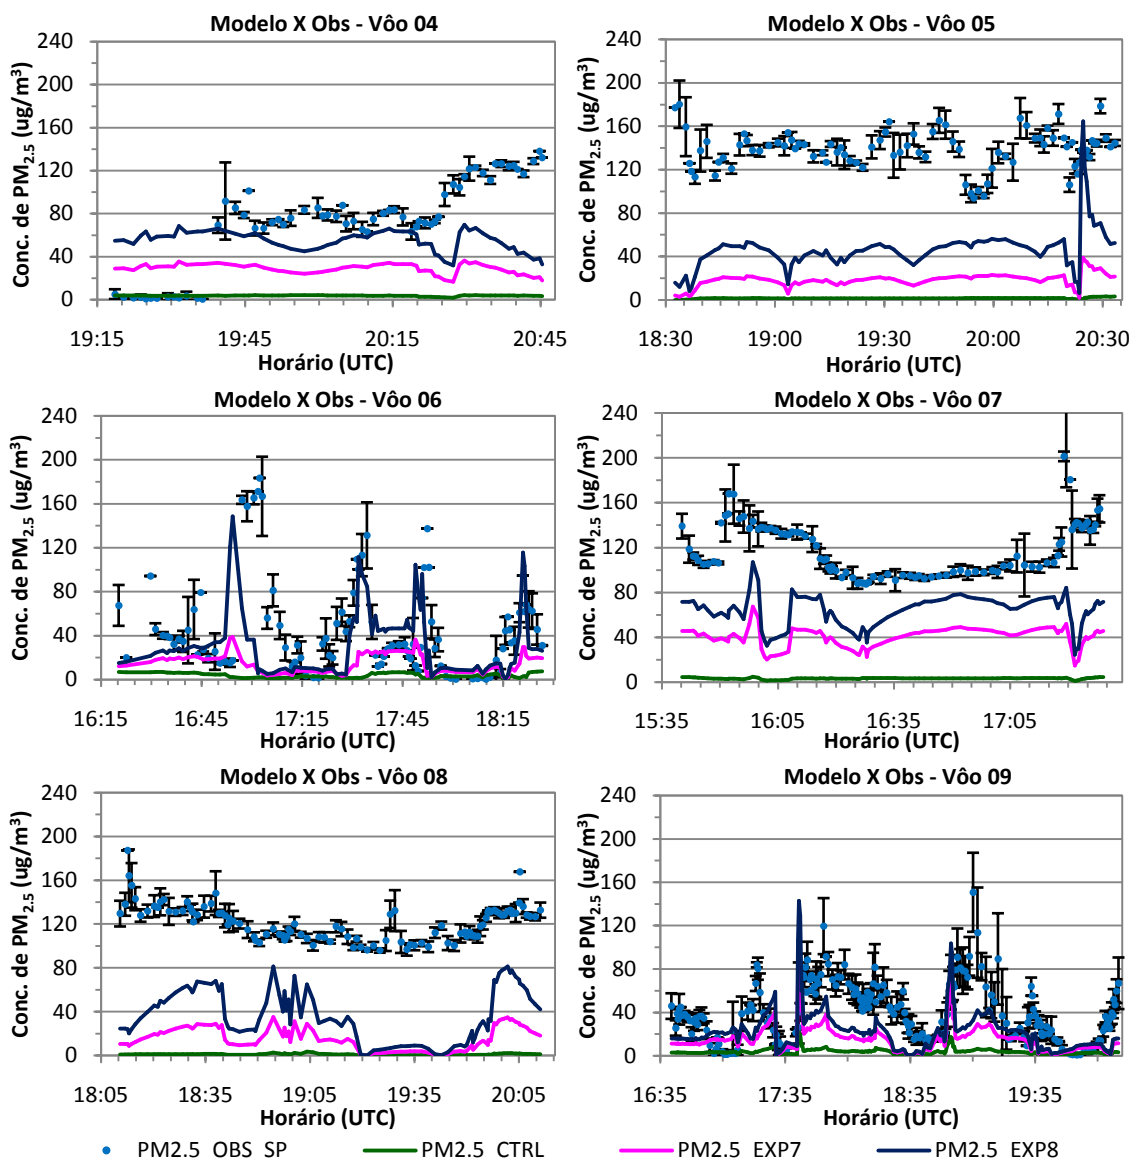 Modelo X Obs - Vôo 04
Conc. de PM2.5 (ug/m³)
240
200
160
120
80
40
0
19:15 19:45 20:15 20:45
Horário (UTC)
Modelo X Obs - Vôo 05
Conc. de PM2.5 (ug/m³)
240
200
160
120
80
40
0
18:30 19:00 19:30 20:00 20:30
Horário (UTC)
Modelo X Obs - Vôo 06
Conc. de PM2.5 (ug/m³)
240
200
160
120
80
40
0
16:15 16:45 17:15 17:45 18:15
Horário (UTC)
Modelo X Obs - Vôo 07
Conc. de PM2.5 (ug/m³)
240
200
160
120
80
40
0
15:35 16:05 16:35 17:05
Horário (UTC)
Modelo X Obs - Vôo 08
Conc. de PM2.5 (ug/m³)
240
200
160
120
80
40
0
18:05 18:35 19:05 19:35 20:05
Horário (UTC)
Modelo X Obs - Vôo 09
Conc. de PM2.5 (ug/m³)
240
200
160
120
80
40
0
16:35 17:35 18:35 19:35
Horário (UTC)
PM2.5 OBS SP PM2.5 CTRL PM2.5 EXP7 PM2.5 EXP8